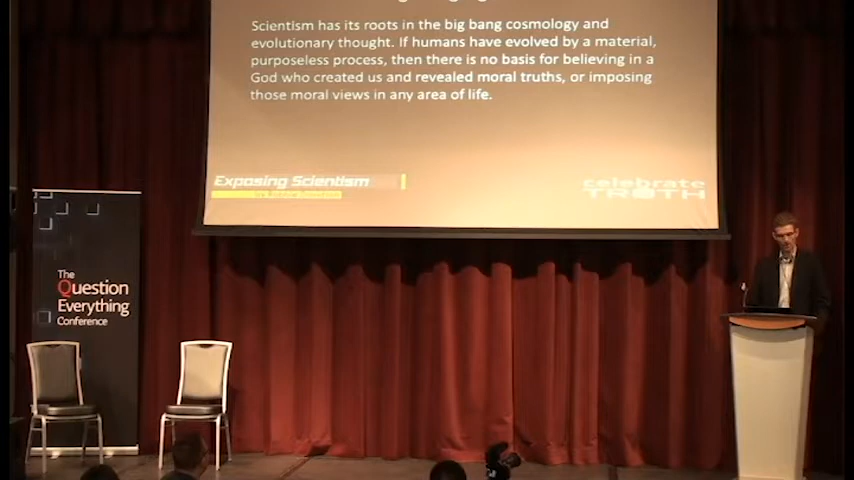 Scientism has its roots in the big bang cosmology and
evolutionary thought. If humans have evolved by a material,
purposeless process, then there is no basis for believing in a
God who created us and revealed moral truths, or imposing
those moral views in any area of life.
Exposing Scientism
celebrate
TRUTH
The
Question
Everything
Conference